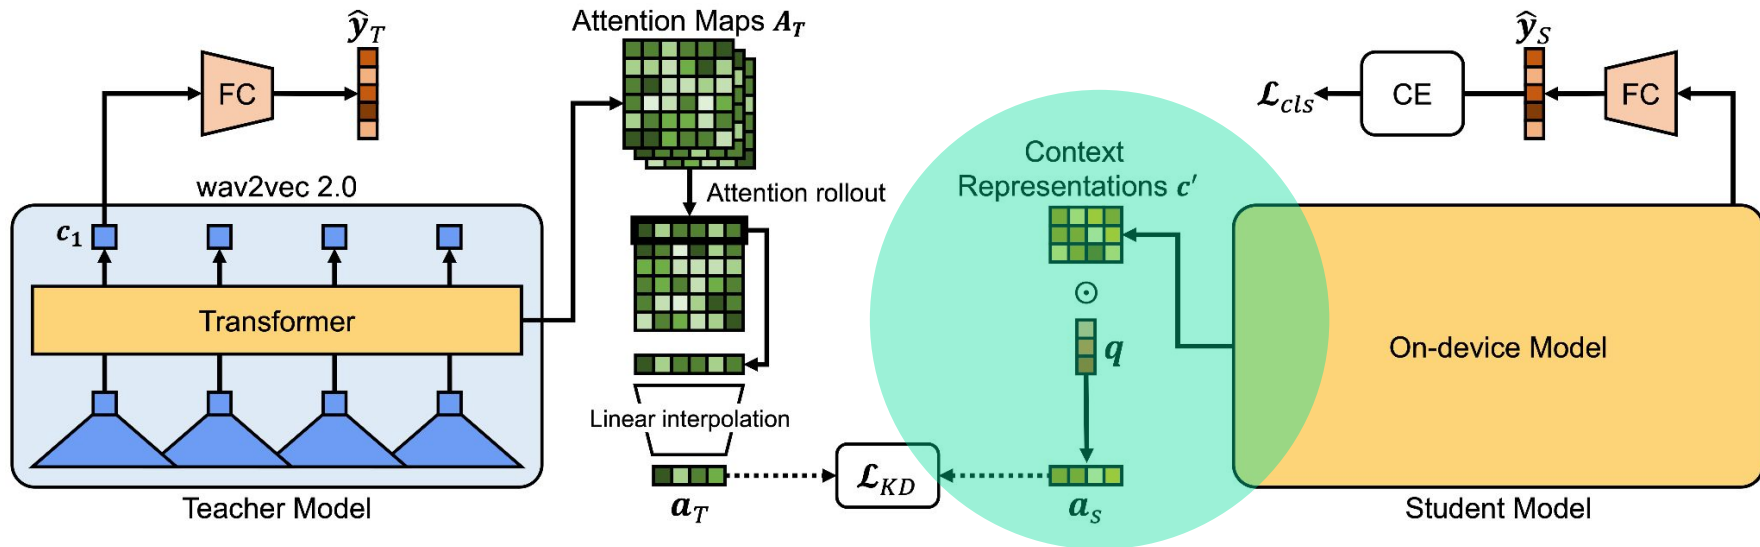 ŷ_T
FC
wav2vec 2.0
c_1
Transformer
Teacher Model
Attention Maps A_T
Attention rollout
Linear interpolation
a_T
ℒ_KD
Context
Representations c′
⊙
q
a_s
ŷ_S
ℒ_cls
CE
FC
On-device Model
Student Model